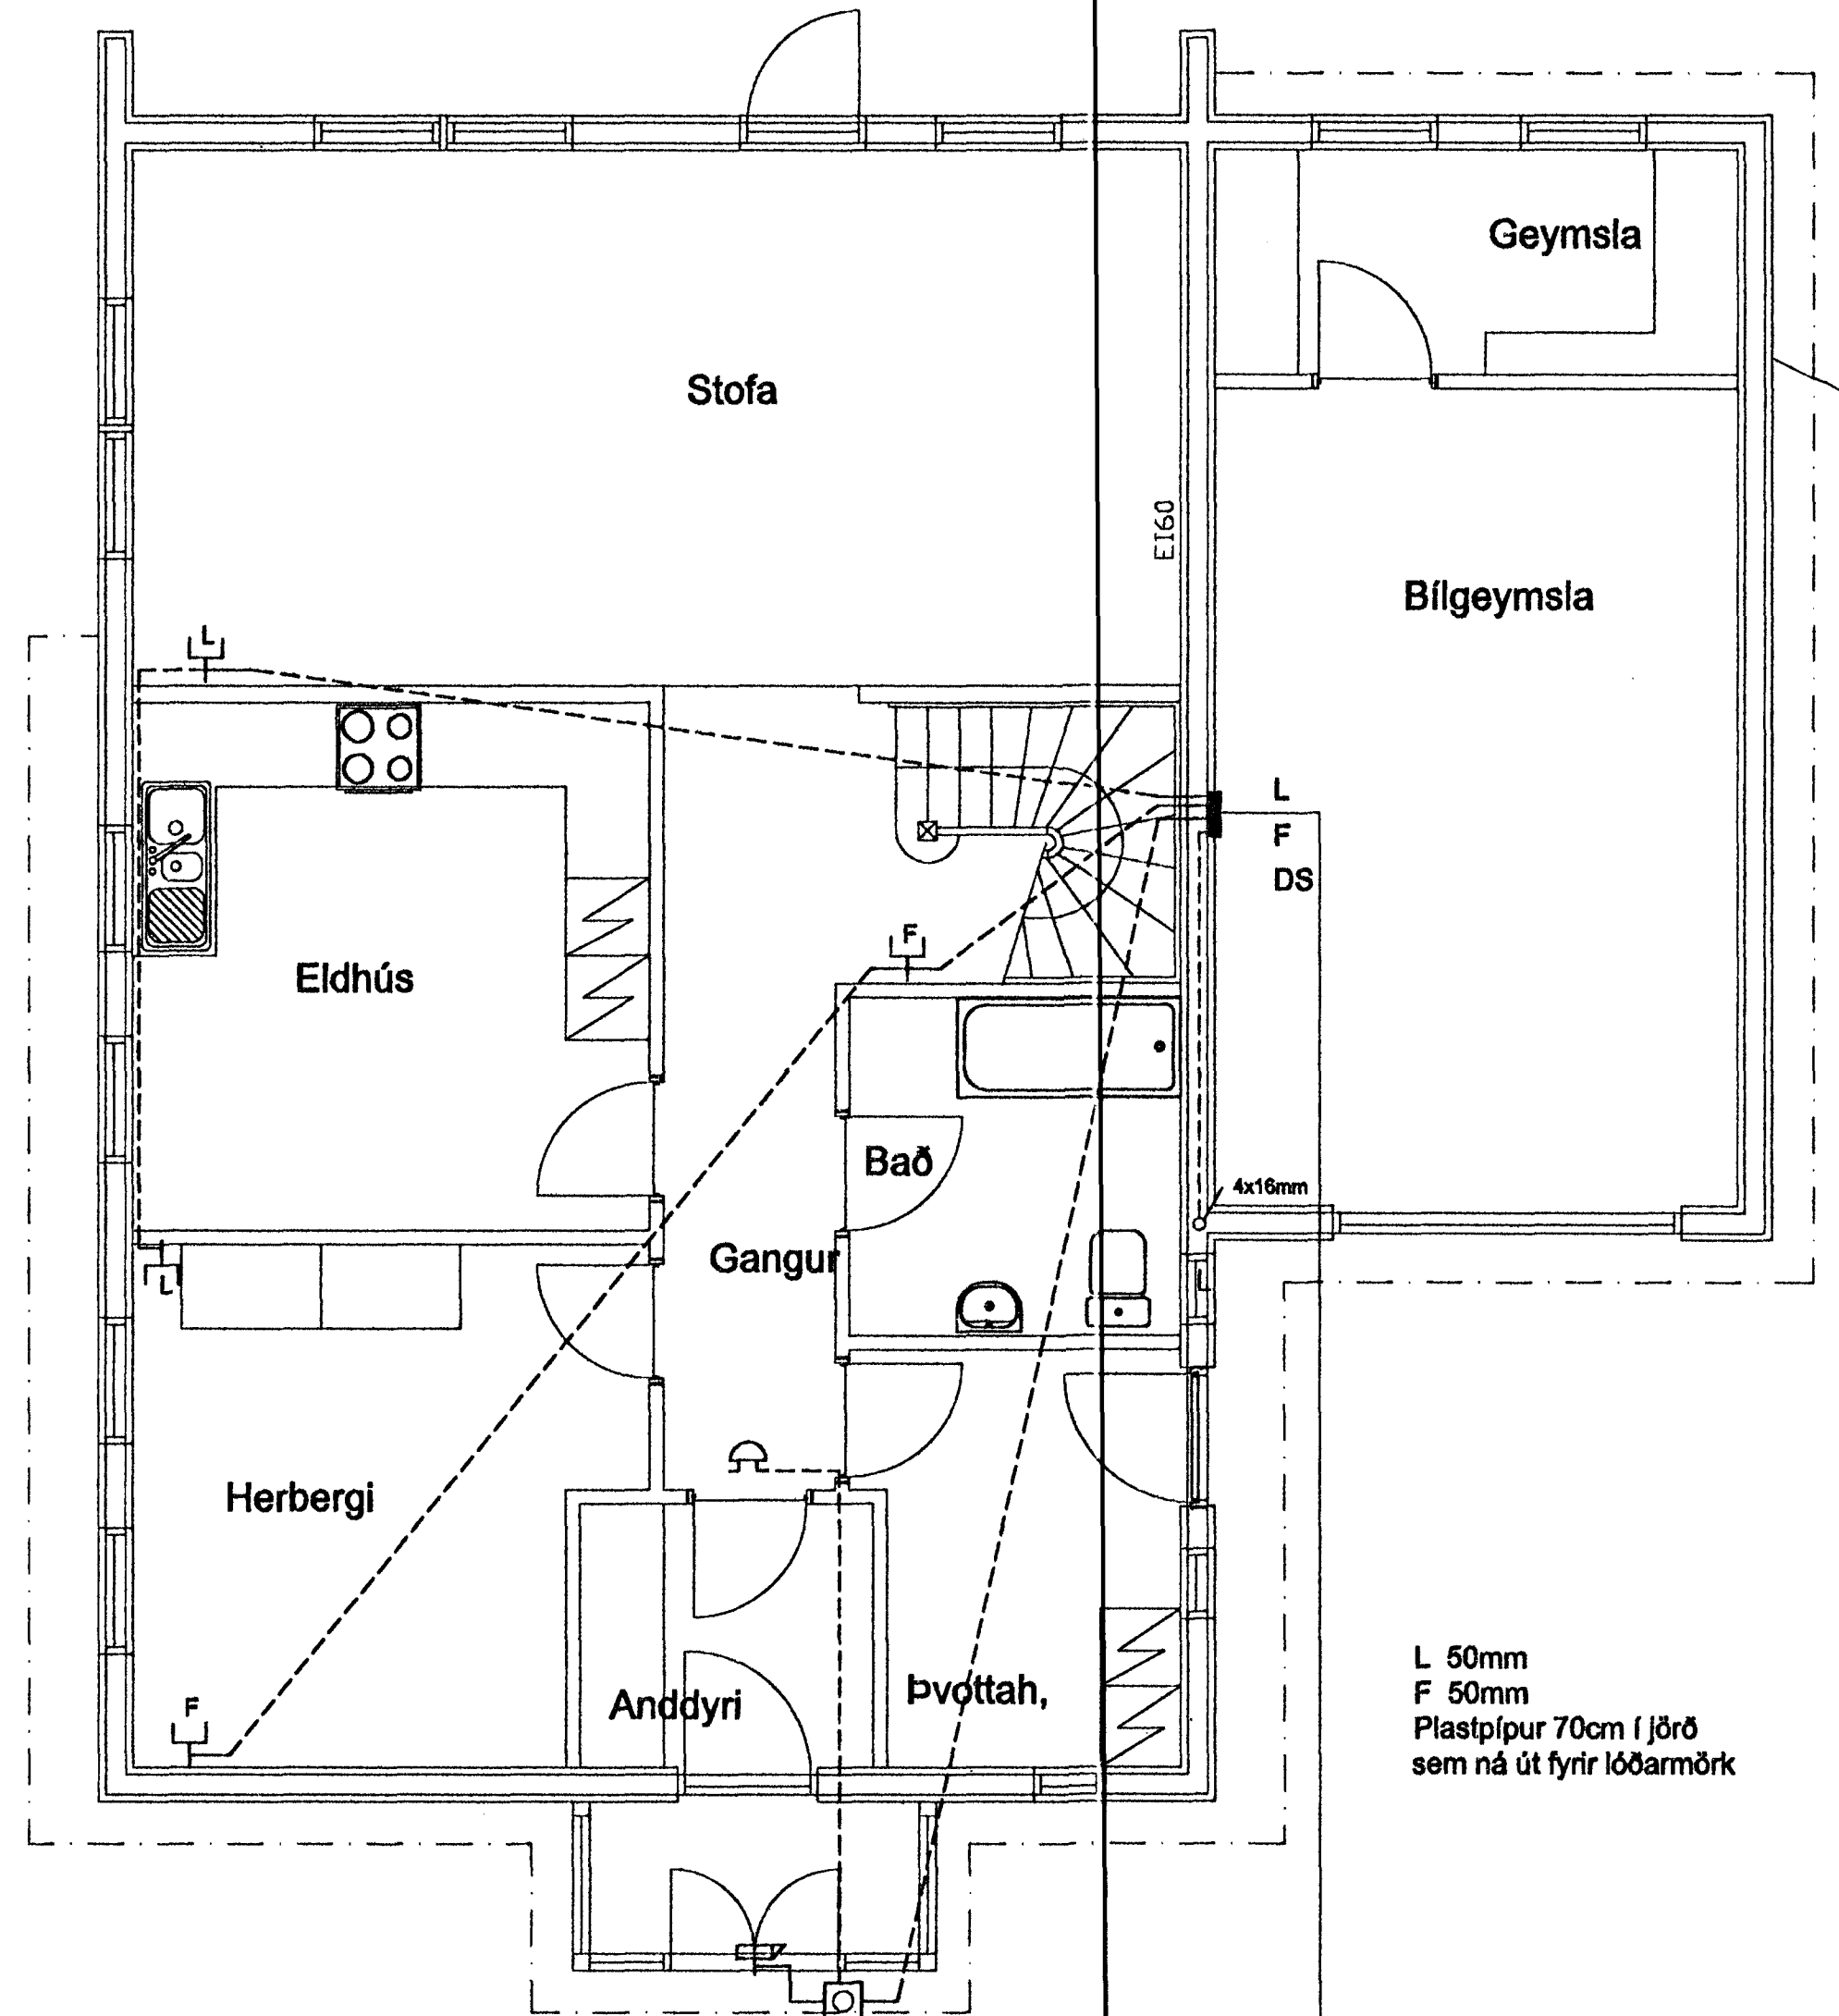 Geymsla
Stofa
EI60
Bílgeymsla
L
L
F
DS
F
Eldhús
Bað
4x16mm
Gangur
L
L
Herbergi
L 50mm
F 50mm
Plastpípur 70cm í jörð
sem ná út fyrir lóðarmörk
F
Anddyri
Þvottah,